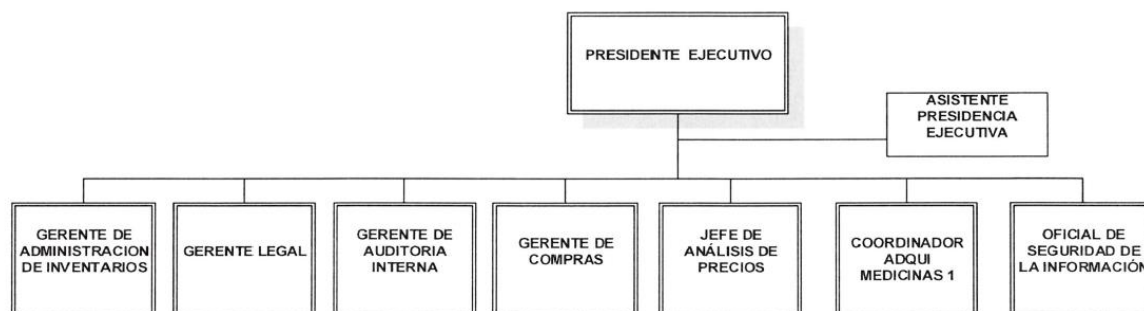 PRESIDENTE EJECUTIVO
ASISTENTE
PRESIDENCIA
EJECUTIVA
GERENTE DE
ADMINISTRACION
DE INVENTARIOS
GERENTE LEGAL
GERENTE DE
AUDITORIA
INTERNA
GERENTE DE
COMPRAS
JEFE DE
ANÁLISIS DE
PRECIOS
COORDINADOR
ADQUI
MEDICINAS 1
OFICIAL DE
SEGURIDAD DE
LA INFORMACIÓN